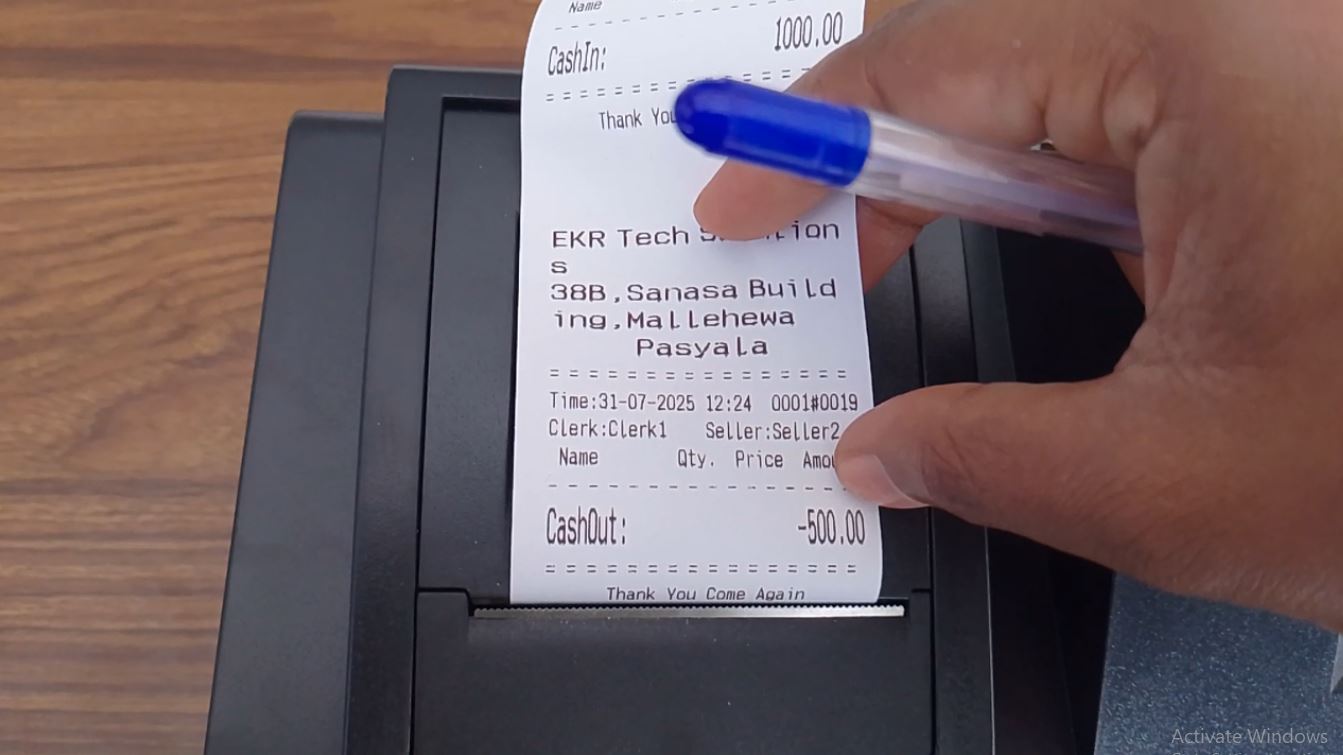 Name
CashIn: 1000.00
= = = = = = = = = = = = = =
Thank You
EKR Tech
s
38B,Sanasa Build
ing,Mallehewa
Pasyala
= = = = = = = = = = = = = = =
Time:31-07-2025 12:24 0001#0019
Clerk:Clerk1 Seller:Seller2
Name Qty. Price
- - - - - - - - - - - - - - - -
CashOut: -500.00
= = = = = = = = = = = = = = =
Thank You Come Again
Activate Windows